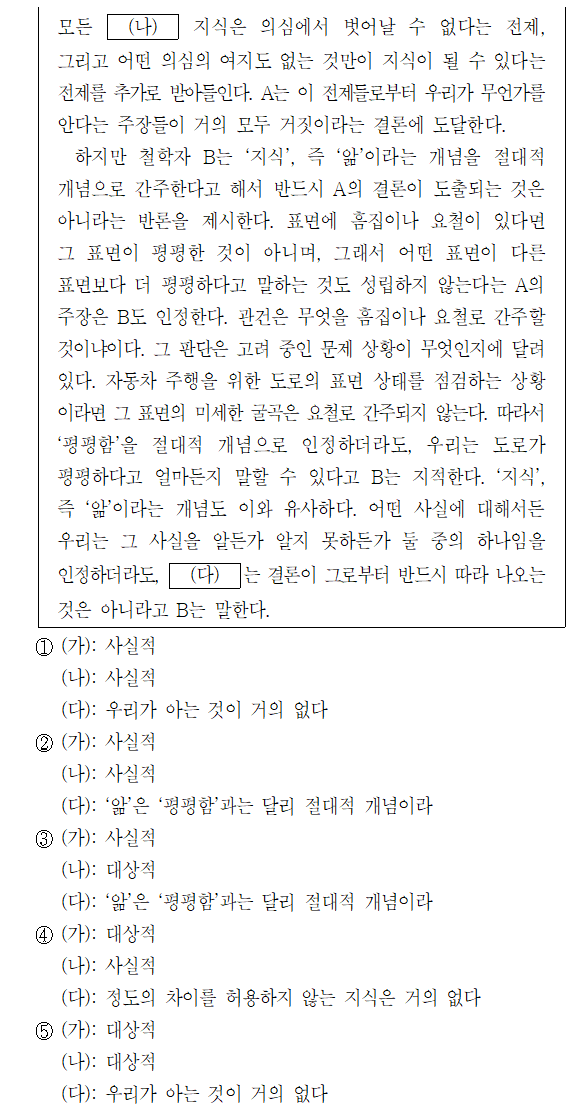 모든 (나) 지식은 의심에서 벗어날 수 없다는 전제,
그리고 어떤 의심의 여지도 없는 것만이 지식이 될 수 있다는
전제를 추가로 받아들인다. A는 이 전제들로부터 우리가 무언가를
안다는 주장들이 거의 모두 거짓이라는 결론에 도달한다.
하지만 철학자 B는 ‘지식’, 즉 ‘앎’이라는 개념을 절대적
개념으로 간주한다고 해서 반드시 A의 결론이 도출되는 것은
아니라는 반론을 제시한다. 표면에 흠집이나 요철이 있다면
그 표면이 평평한 것이 아니며, 그래서 어떤 표면이 다른
표면보다 더 평평하다고 말하는 것도 성립하지 않는다는 A의
주장은 B도 인정한다. 관건은 무엇을 흠집이나 요철로 간주할
것이냐이다. 그 판단은 고려 중인 문제 상황이 무엇인지에 달려
있다. 자동차 주행을 위한 도로의 표면 상태를 점검하는 상황
이라면 그 표면의 미세한 굴곡은 요철로 간주되지 않는다. 따라서
‘평평함’을 절대적 개념으로 인정하더라도, 우리는 도로가
평평하다고 얼마든지 말할 수 있다고 B는 지적한다. ‘지식’,
즉 ‘앎’이라는 개념도 이와 유사하다. 어떤 사실에 대해서든
우리는 그 사실을 알든가 알지 못하든가 둘 중의 하나임을
인정하더라도, (다) 는 결론이 그로부터 반드시 따라 나오는
것은 아니라고 B는 말한다.
① (가): 사실적
(나): 사실적
(다): 우리가 아는 것이 거의 없다
② (가): 사실적
(나): 사실적
(다): ‘앎’은 ‘평평함’과는 달리 절대적 개념이라
③ (가): 사실적
(나): 대상적
(다): ‘앎’은 ‘평평함’과는 달리 절대적 개념이라
④ (가): 대상적
(나): 사실적
(다): 정도의 차이를 허용하지 않는 지식은 거의 없다
⑤ (가): 대상적
(나): 대상적
(다): 우리가 아는 것이 거의 없다